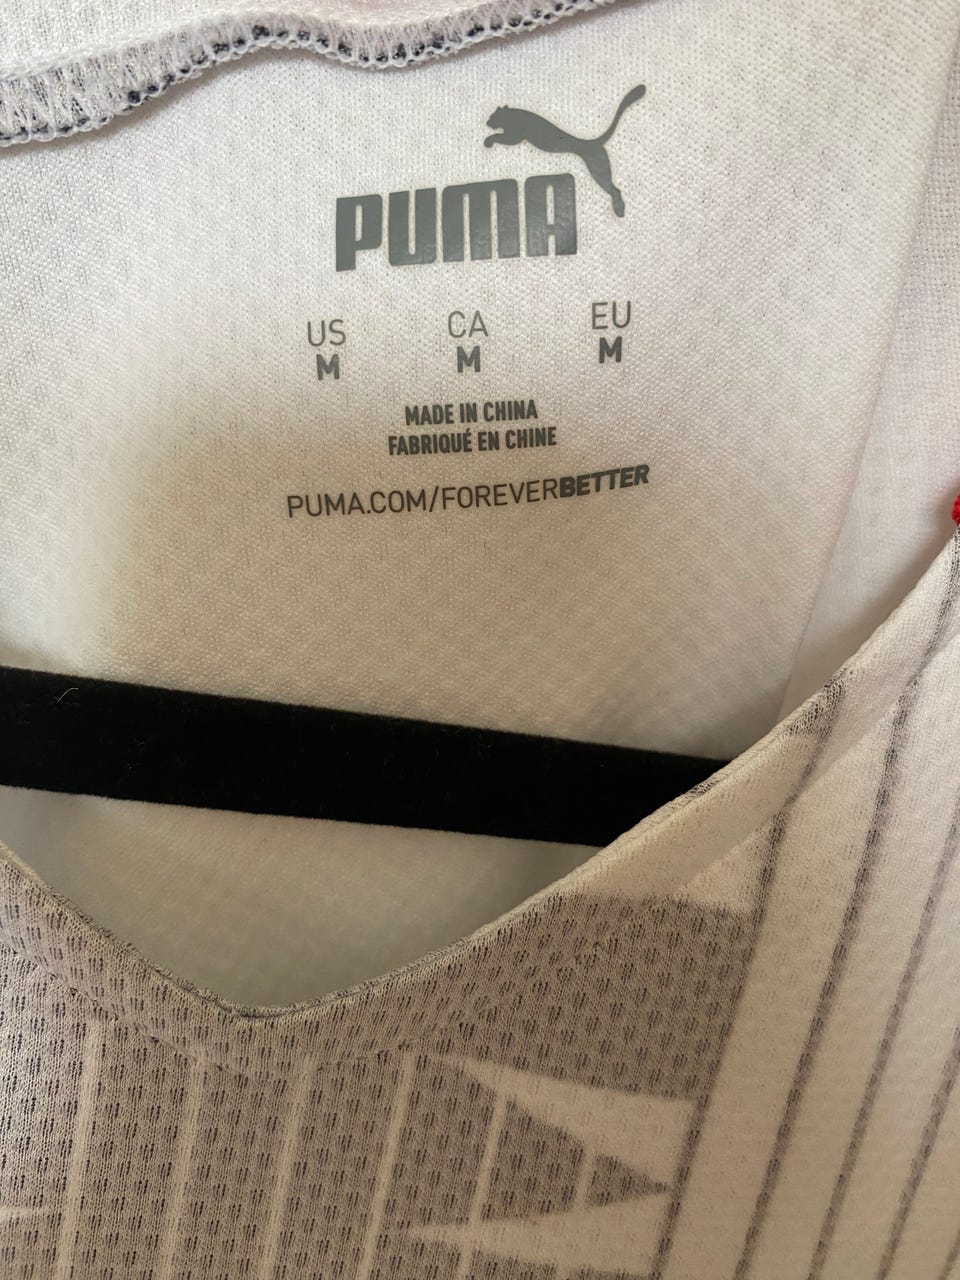 PUMA
US CA EU
M M M
MADE IN CHINA
FABRIQUÉ EN CHINE
PUMA.COM/FOREVERBETTER